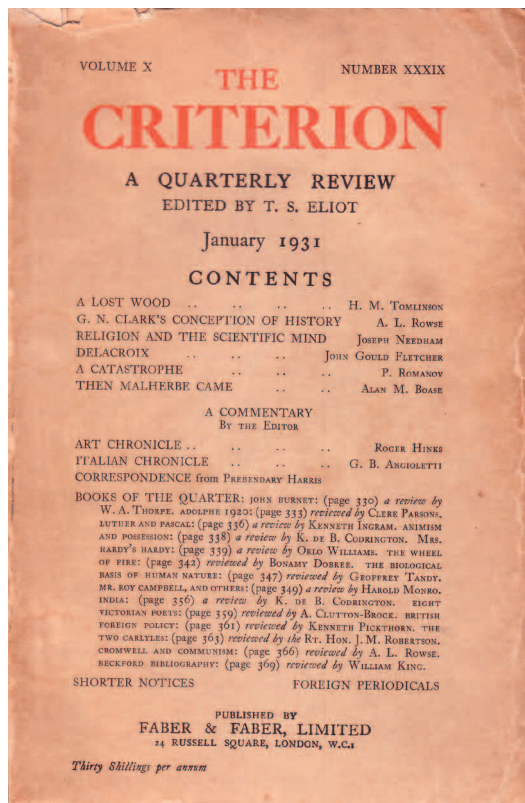 VOLUME X
NUMBER XXXIX
THE
CRITERION
A QUARTERLY REVIEW
EDITED BY T. S. ELIOT
January 1931
CONTENTS
A LOST WOOD .. .. .. .. H. M. TOMLINSON
G. N. CLARK'S CONCEPTION OF HISTORY A. L. ROWSE
RELIGION AND THE SCIENTIFIC MIND JOSEPH NEEDHAM
DELACROIX .. .. .. JOHN GOULD FLETCHER
A CATASTROPHE .. .. .. P. ROMANOV
THEN MALHERBE CAME .. .. ALAN M. BOASE
A COMMENTARY
BY THE EDITOR
ART CHRONICLE .. .. .. .. ROGER HINKS
ITALIAN CHRONICLE .. .. .. G. B. ANGIOLETTI
CORRESPONDENCE from PREBENDARY HARRIS
BOOKS OF THE QUARTER: JOHN BURNET: (page 330) a review by
W. A. THORPE. ADOLPHE 1920: (page 333) reviewed by CLERE PARSONS.
LUTHER AND PASCAL: (page 336) a review by KENNETH INGRAM. ANIMISM
AND POSSESSION: (page 338) a review by K. DE B. CODRINGTON. MRS.
HARDY'S HARDY: (page 339) a review by ORLO WILLIAMS. THE WHEEL
OF FIRE: (page 342) reviewed by BONAMY DOBREE. THE BIOLOGICAL
BASIS OF HUMAN NATURE: (page 347) reviewed by GEOFFREY TANDY.
MR. ROY CAMPBELL, AND OTHERS: (page 349) a review by HAROLD MONRO.
INDIA: (page 356) a review by K. DE B. CODRINGTON. EIGHT
VICTORIAN POETS: (page 359) reviewed by A. CLUTTON-BROCK. BRITISH
FOREIGN POLICY: (page 361) reviewed by KENNETH PICKTHORN. THE
TWO CARLYLES: (page 363) reviewed by the RT. HON. J. M. ROBERTSON.
CROMWELL AND COMMUNISM: (page 366) reviewed by A. L. ROWSE.
BECKFORD BIBLIOGRAPHY: (page 369) reviewed by WILLIAM KING.
SHORTER NOTICES FOREIGN PERIODICALS
PUBLISHED BY
FABER & FABER, LIMITED
24 RUSSELL SQUARE, LONDON, W.C.1
Thirty Shillings per annum